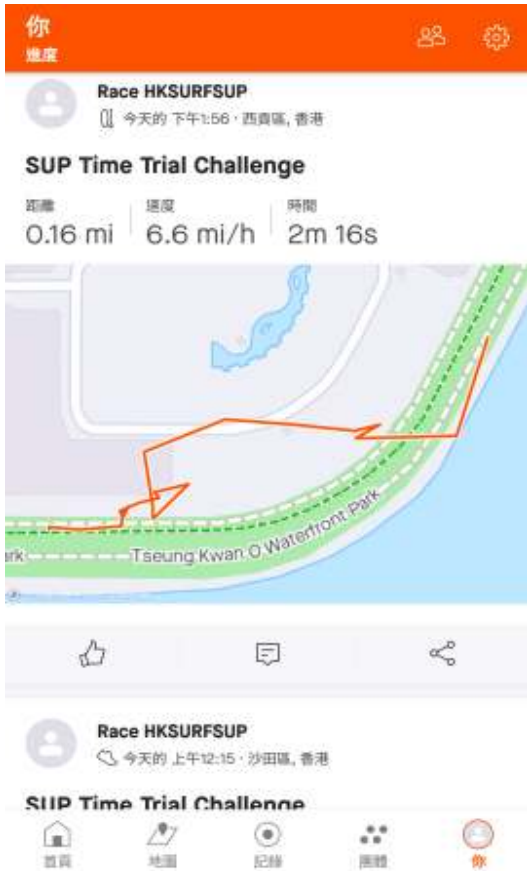 你
進度
Race HKSURFSUP
今天的 下午1:56 · 西貢區, 香港
SUP Time Trial Challenge
距離 速度 時間
0.16 mi 6.6 mi/h 2m 16s
Tseung Kwan O Waterfront Park
ark
Race HKSURFSUP
今天的 上午12:15 · 沙田區, 香港
SUP Time Trial Challenge
首頁 地圖 記錄 團體 你